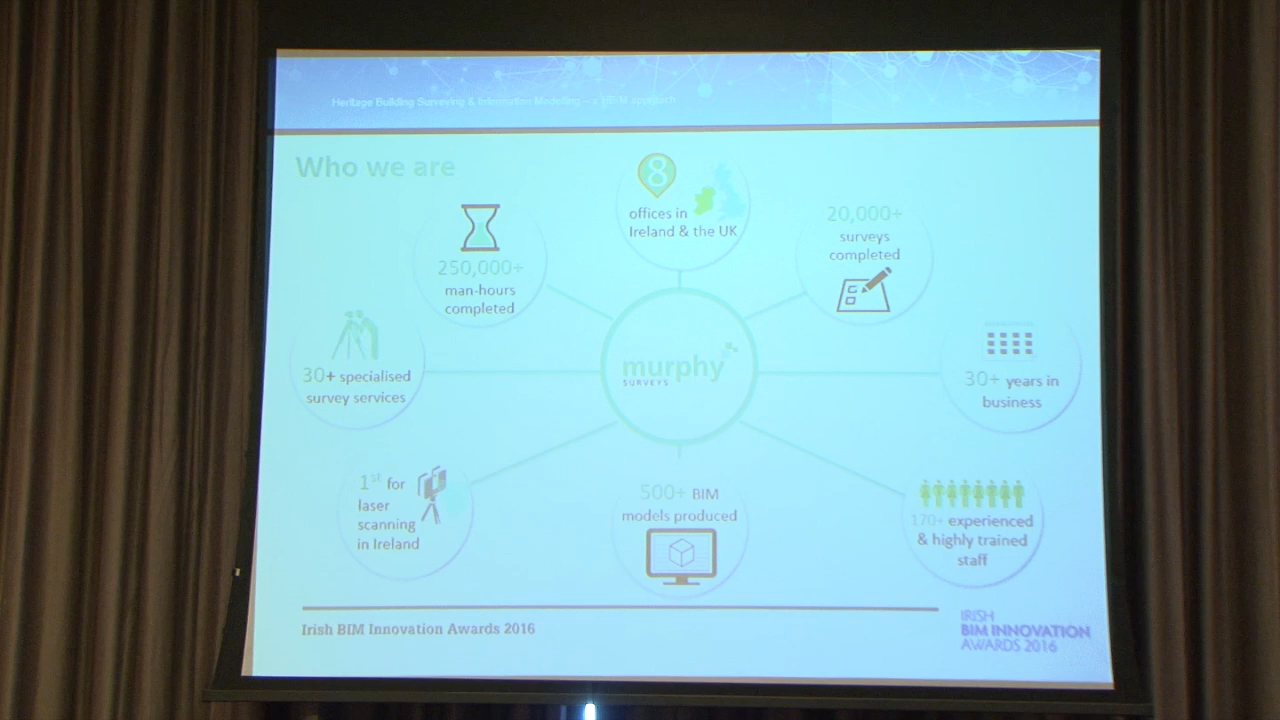 Heritage Building Surveying & Information Modelling – a HBIM approach
Who we are
8
offices in
Ireland & the UK
20,000+
surveys
completed
250,000+
man-hours
completed
30+ specialised
survey services
murphy
SURVEYS
30+ years in
business
1st for
laser
scanning
in Ireland
500+ BIM
models produced
170+ experienced
& highly trained
staff
Irish BIM Innovation Awards 2016
IRISH
BIM INNOVATION
AWARDS 2016